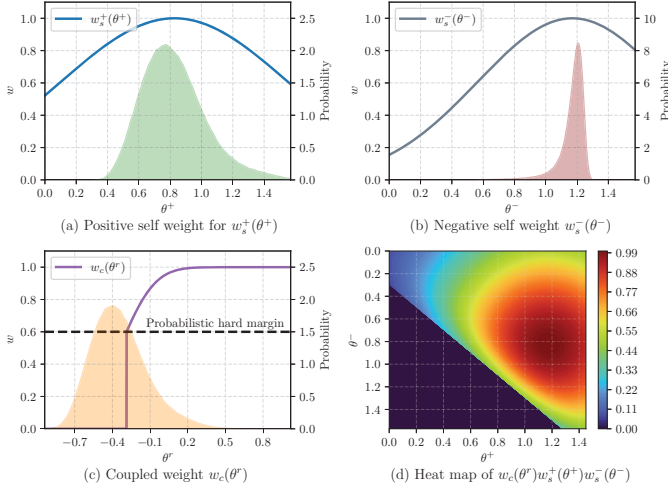 1.0
0.8
0.6
0.4
0.2
0.0
w
w_s^+(θ^+)
2.5
2.0
1.5
1.0
0.5
0.0
Probability
0.0 0.2 0.4 0.6 0.8 1.0 1.2 1.4
θ^+
(a) Positive self weight for w_s^+(θ^+)
1.0
0.8
0.6
0.4
0.2
0.0
w
w_s^-(θ^-)
10
8
6
4
2
0
Probability
0.0 0.2 0.4 0.6 0.8 1.0 1.2 1.4
θ^-
(b) Negative self weight w_s^-(θ^-)
1.0
0.8
0.6
0.4
0.2
0.0
w
w_c(θ^r)
Probabilistic hard margin
2.5
2.0
1.5
1.0
0.5
0.0
Probability
−0.7 −0.4 −0.1 0.2 0.5 0.8
θ^r
(c) Coupled weight w_c(θ^r)
0.0
0.2
0.4
0.6
0.8
1.0
1.2
1.4
θ^-
0.99
0.88
0.77
0.66
0.55
0.44
0.33
0.22
0.11
0.00
0.0 0.2 0.4 0.6 0.8 1.0 1.2 1.4
θ^+
(d) Heat map of w_c(θ^r)w_s^+(θ^+)w_s^-(θ^-)